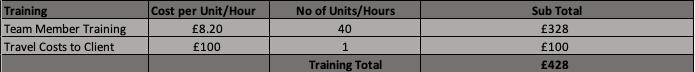 Training Cost per Unit/Hour No of Units/Hours Sub Total
Team Member Training £8.20 40 £328
Travel Costs to Client £100 1 £100
Training Total £428